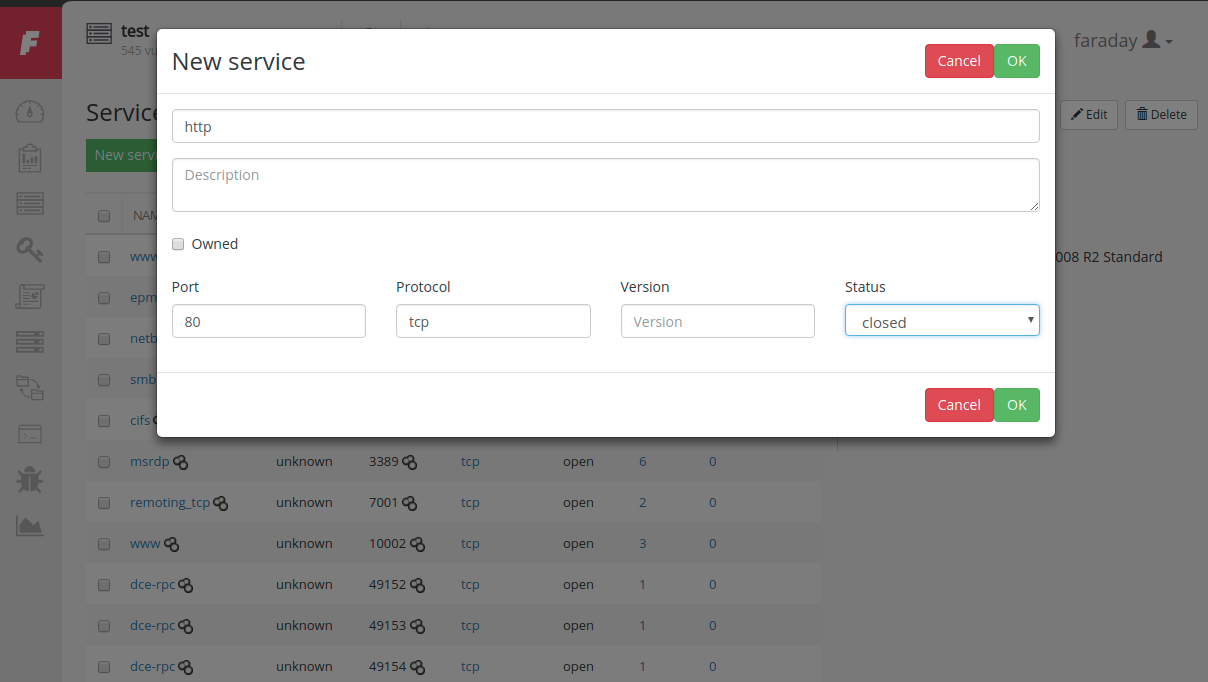 test
545 vu
faraday
New service
Cancel OK
Service
Edit Delete
http
New servi
Description
NAM
Owned
www
008 R2 Standard
Port Protocol Version Status
epm
80 tcp Version closed
netb
smb
Cancel OK
cifs
msrdp unknown 3389 tcp open 6 0
remoting_tcp unknown 7001 tcp open 2 0
www unknown 10002 tcp open 3 0
dce-rpc unknown 49152 tcp open 1 0
dce-rpc unknown 49153 tcp open 1 0
dce-rpc unknown 49154 tcp open 1 0